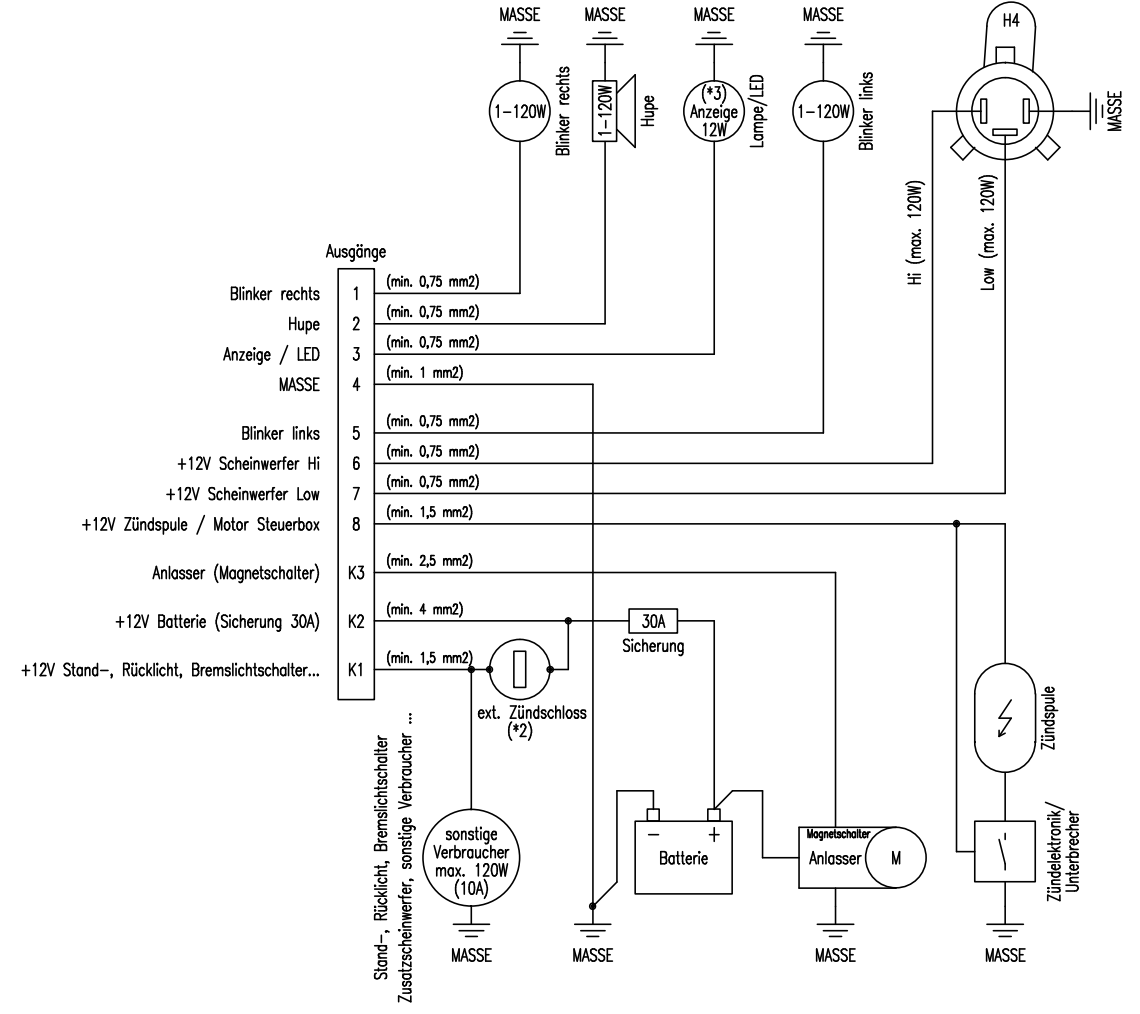 MASSE
MASSE
MASSE
MASSE
H4
1-120W
Blinker rechts
1-120W
Hupe
(*3)
Anzeige
12W
Lampe/LED
1-120W
Blinker links
MASSE
Hi (max. 120W)
Low (max. 120W)
Ausgänge
Blinker rechts 1 (min. 0,75 mm2)
Hupe 2 (min. 0,75 mm2)
Anzeige / LED 3 (min. 0,75 mm2)
MASSE 4 (min. 1 mm2)
Blinker links 5 (min. 0,75 mm2)
+12V Scheinwerfer Hi 6 (min. 0,75 mm2)
+12V Scheinwerfer Low 7 (min. 0,75 mm2)
+12V Zündspule / Motor Steuerbox 8 (min. 1,5 mm2)
Anlasser (Magnetschalter) K3 (min. 2,5 mm2)
+12V Batterie (Sicherung 30A) K2 (min. 4 mm2)
30A
Sicherung
+12V Stand-, Rücklicht, Bremslichtschalter... K1 (min. 1,5 mm2)
ext. Zündschloss
(*2)
Stand-, Rücklicht, Bremslichtschalter
Zusatzscheinwerfer, sonstige Verbraucher ...
sonstige
Verbraucher
max. 120W
(10A)
MASSE
MASSE
- +
Batterie
Magnetschalter
Anlasser M
MASSE
Zündspule
Zündelektronik/
Unterbrecher
MASSE